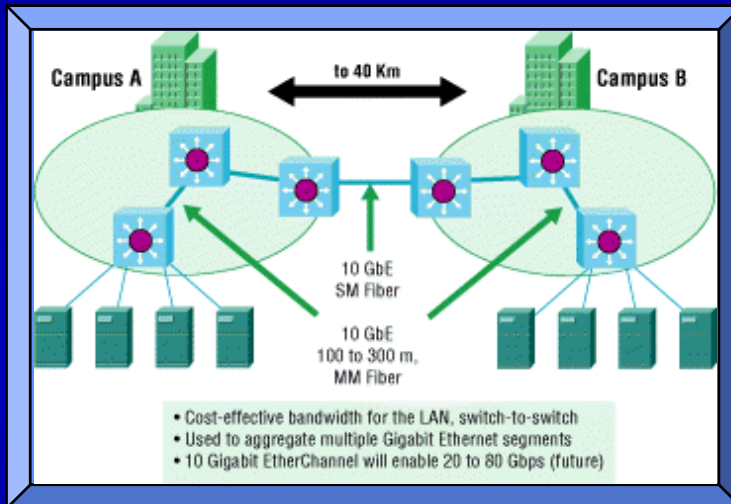 Campus A
to 40 Km
Campus B
10 GbE
SM Fiber
10 GbE
100 to 300 m,
MM Fiber
• Cost-effective bandwidth for the LAN, switch-to-switch
• Used to aggregate multiple Gigabit Ethernet segments
• 10 Gigabit EtherChannel will enable 20 to 80 Gbps (future)